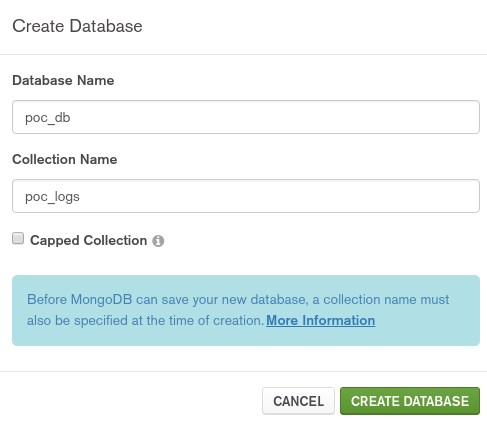 Create Database
Database Name
poc_db
Collection Name
poc_logs
Capped Collection
Before MongoDB can save your new database, a collection name must
also be specified at the time of creation. More Information
CANCEL CREATE DATABASE